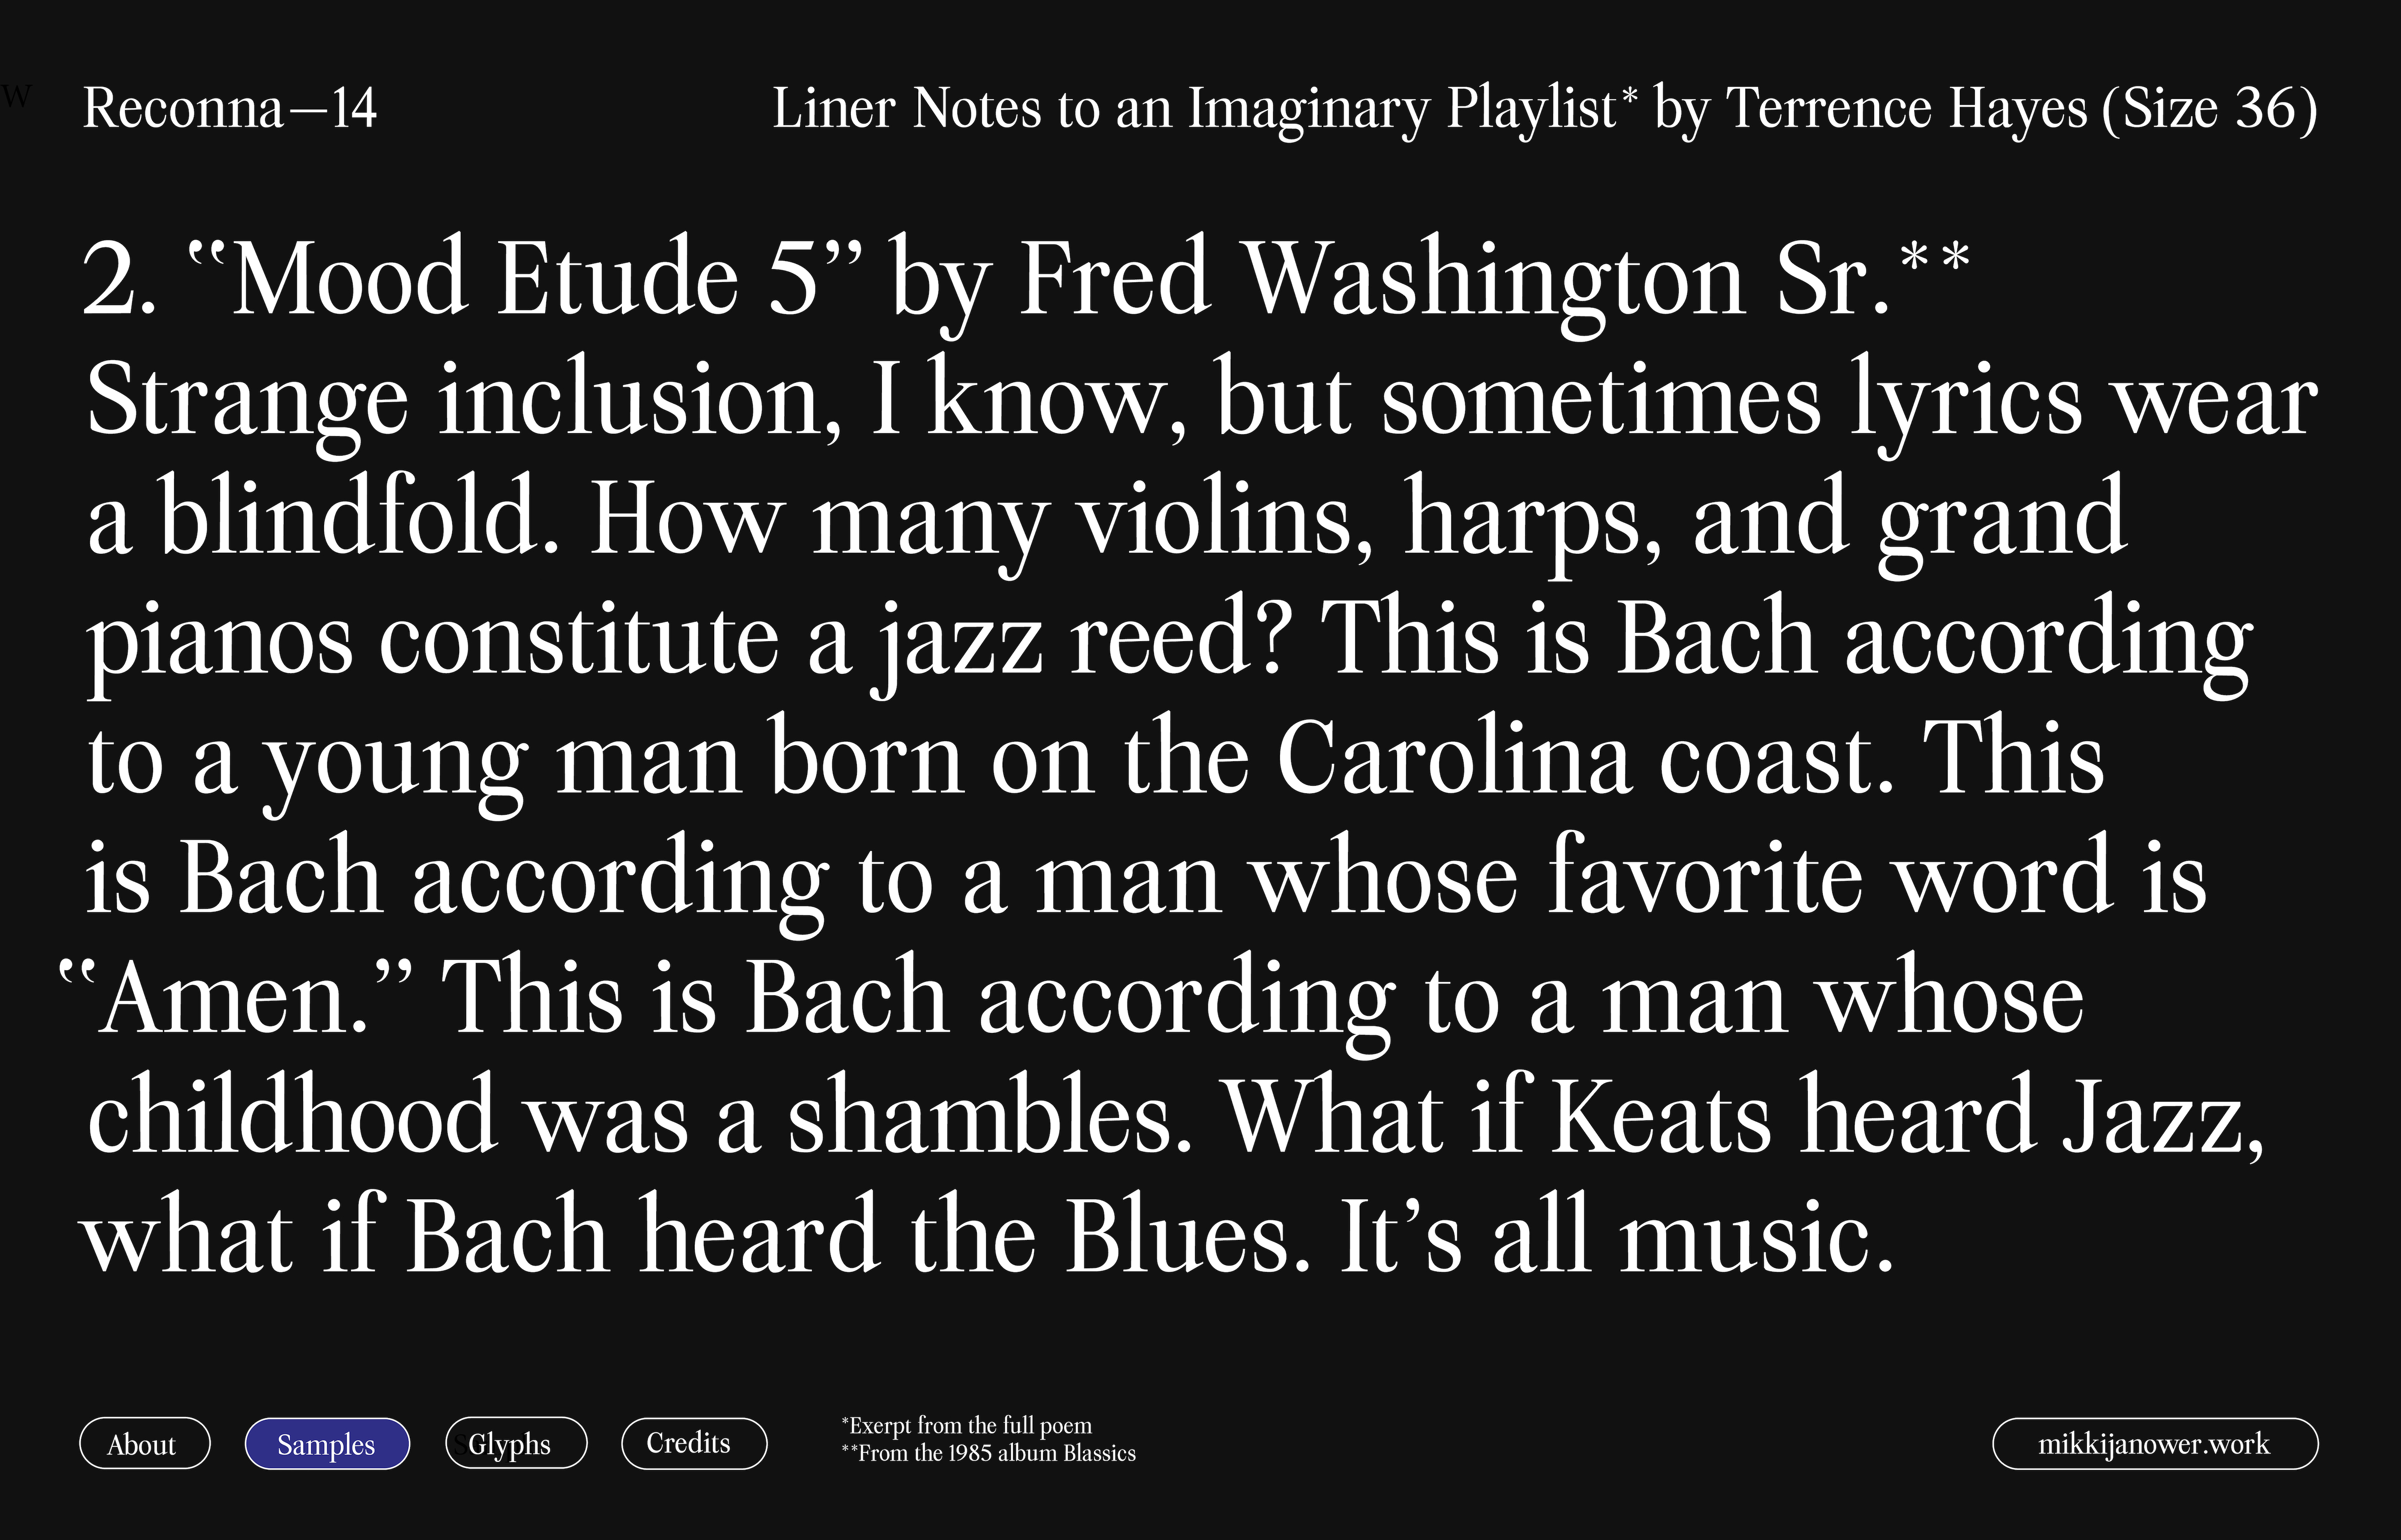 Reconna—14
Liner Notes to an Imaginary Playlist* by Terrence Hayes (Size 36)
2. “Mood Etude 5” by Fred Washington Sr.**
Strange inclusion, I know, but sometimes lyrics wear
a blindfold. How many violins, harps, and grand
pianos constitute a jazz reed? This is Bach according
to a young man born on the Carolina coast. This
is Bach according to a man whose favorite word is
“Amen.” This is Bach according to a man whose
childhood was a shambles. What if Keats heard Jazz,
what if Bach heard the Blues. It’s all music.
About
Samples
Glyphs
Credits
*Exerpt from the full poem
**From the 1985 album Blassics
mikkijanower.work